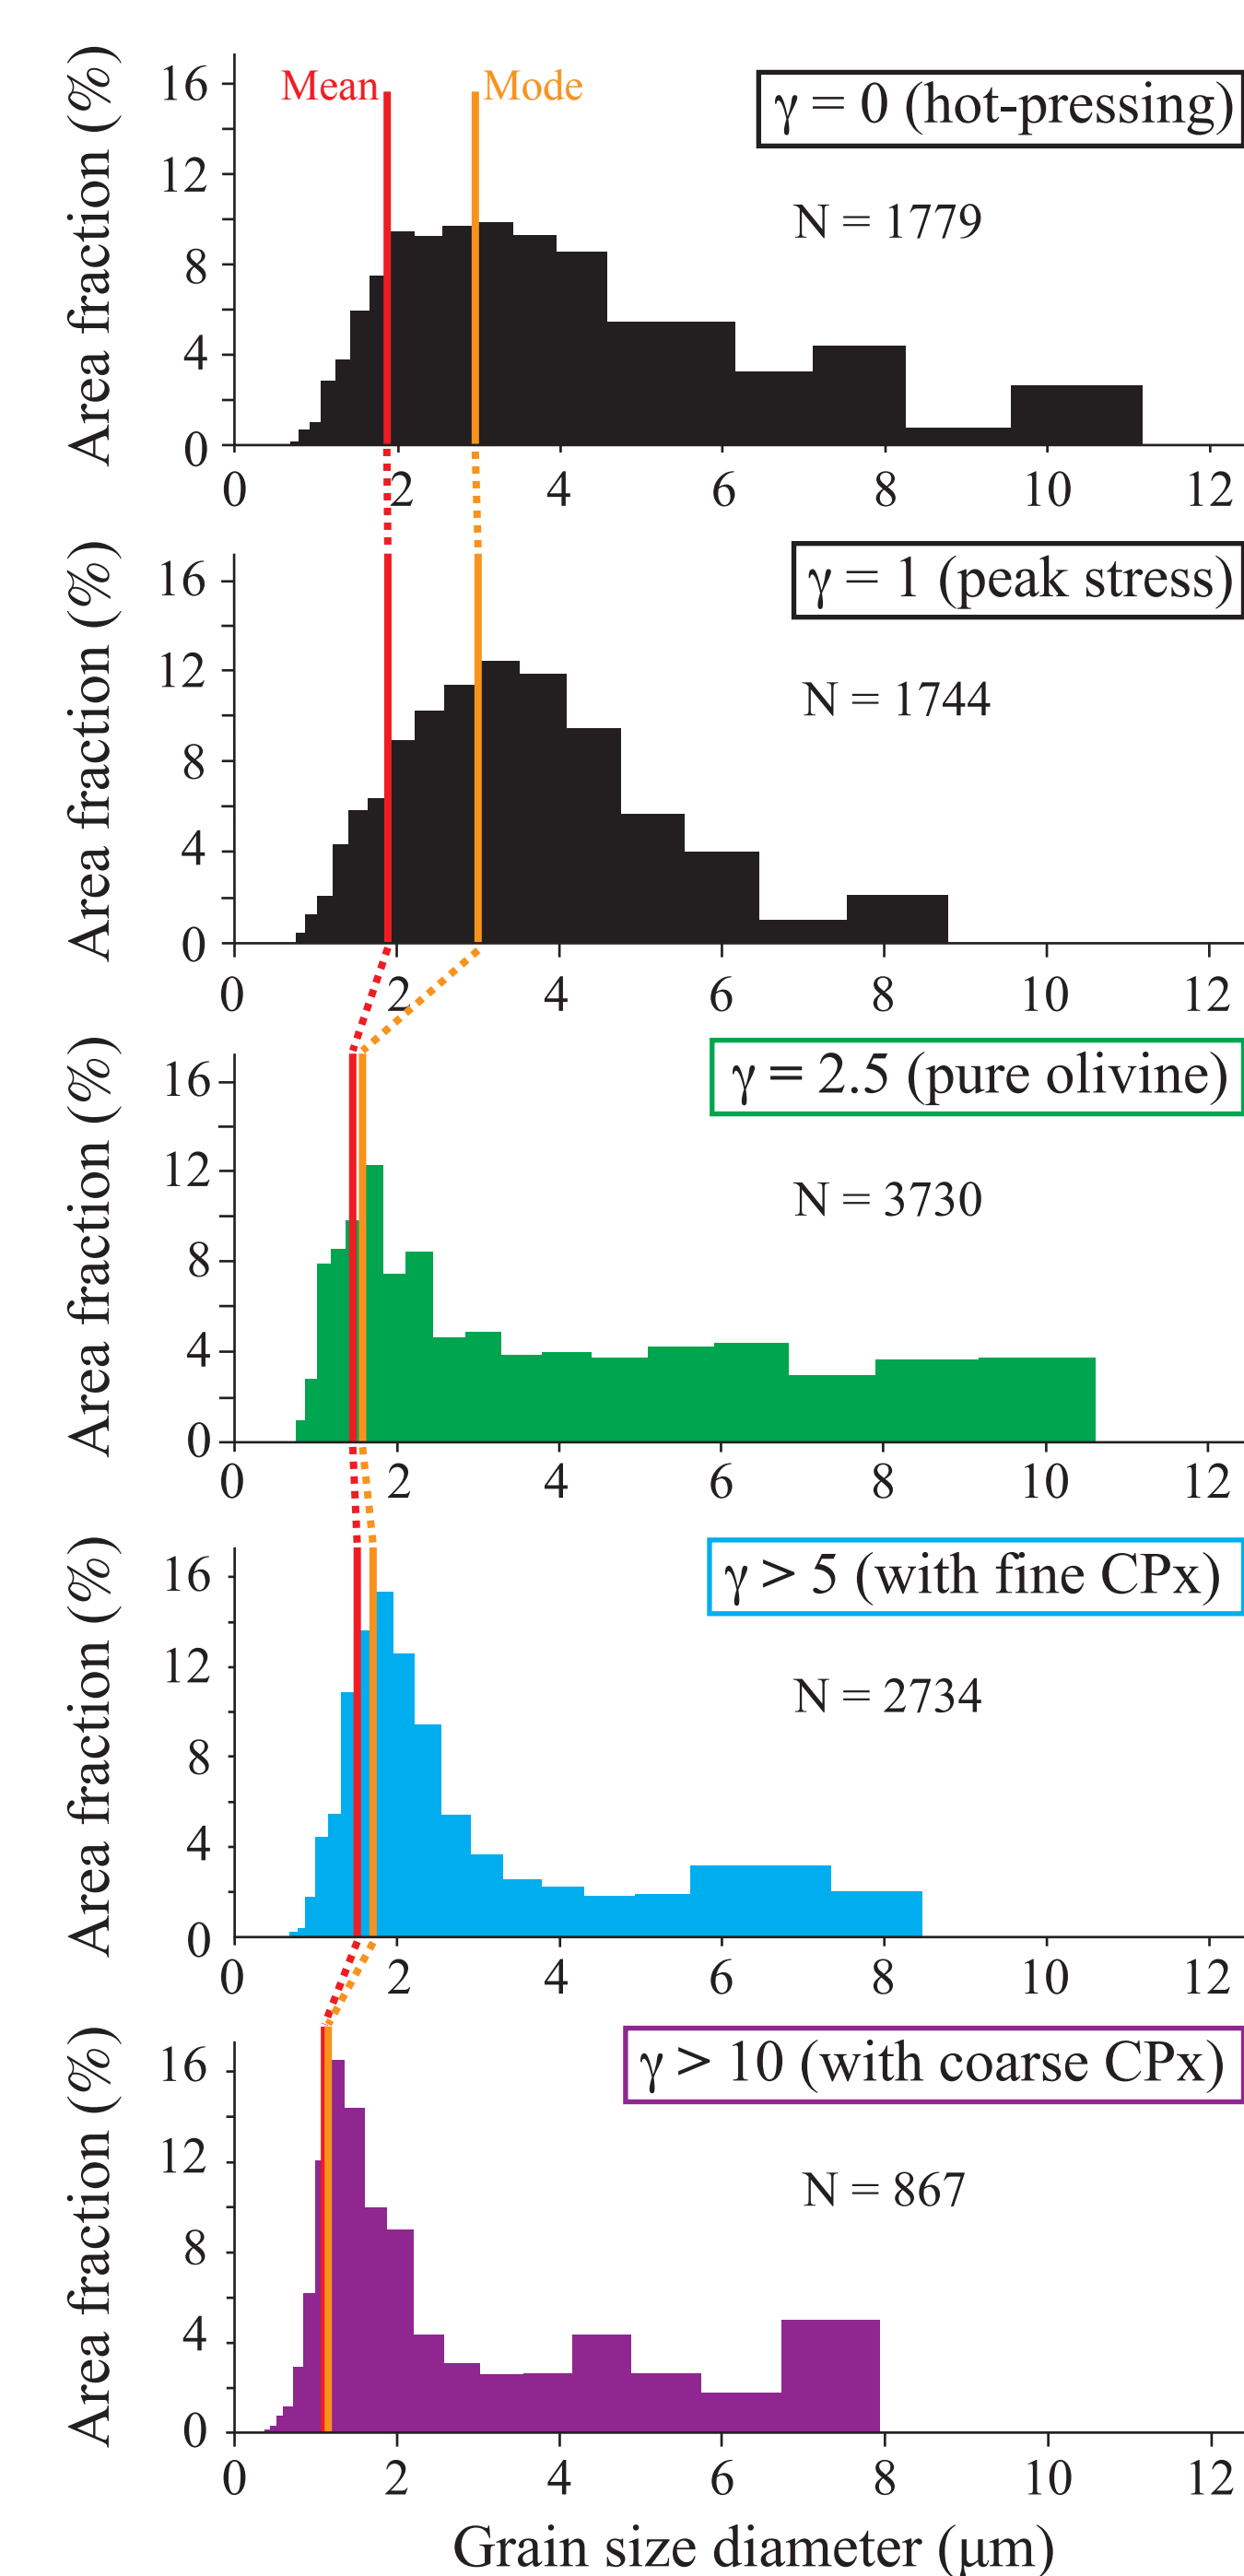 Mean Mode
γ = 0 (hot-pressing)
N = 1779
Area fraction (%)
16
12
8
4
0
0 2 4 6 8 10 12
γ = 1 (peak stress)
N = 1744
Area fraction (%)
16
12
8
4
0
0 2 4 6 8 10 12
γ = 2.5 (pure olivine)
N = 3730
Area fraction (%)
16
12
8
4
0
0 2 4 6 8 10 12
γ > 5 (with fine CPx)
N = 2734
Area fraction (%)
16
12
8
4
0
0 2 4 6 8 10 12
γ > 10 (with coarse CPx)
N = 867
Area fraction (%)
16
12
8
4
0
0 2 4 6 8 10 12
Grain size diameter (μm)